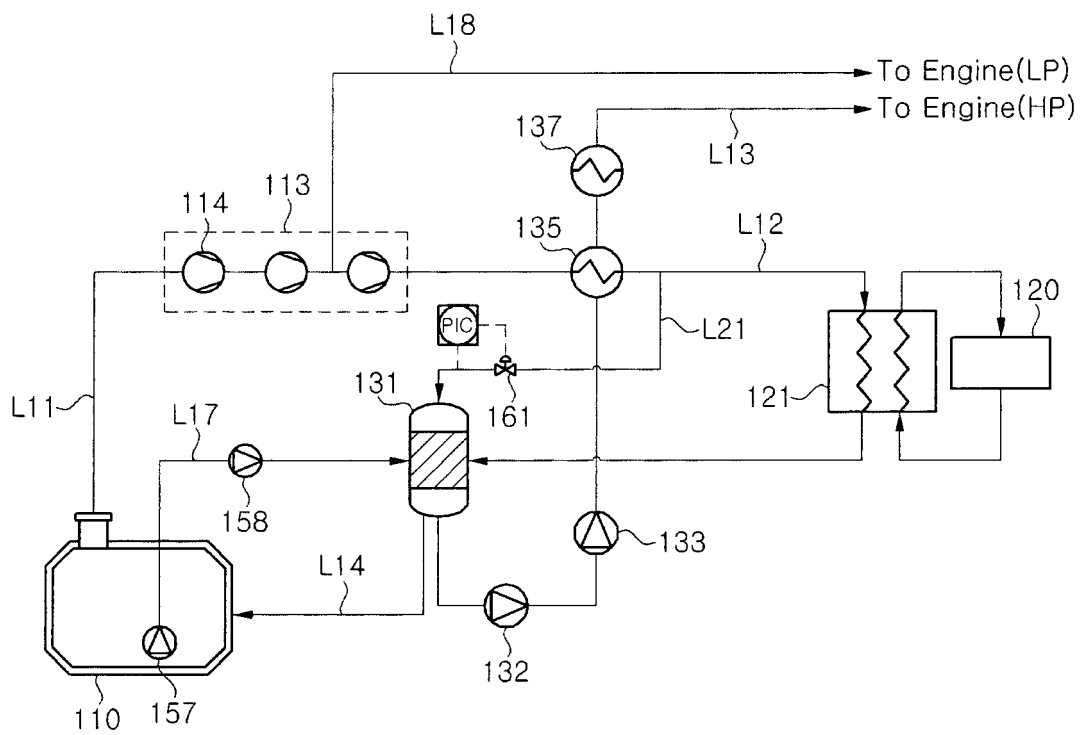 L18
To Engine(LP)
To Engine(HP)
137
L13
113
114
135
L12
120
PIC
L21
131
161
121
L11
L17
158
133
L14
132
110
157